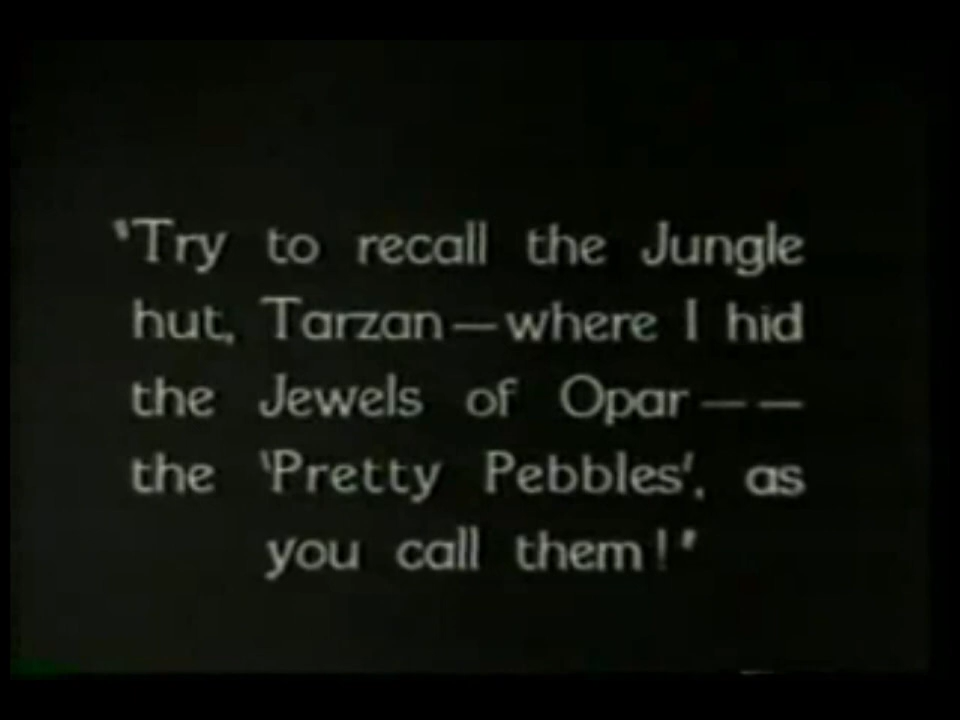 "Try to recall the Jungle
hut, Tarzan—where I hid
the Jewels of Opar——
the 'Pretty Pebbles', as
you call them!"